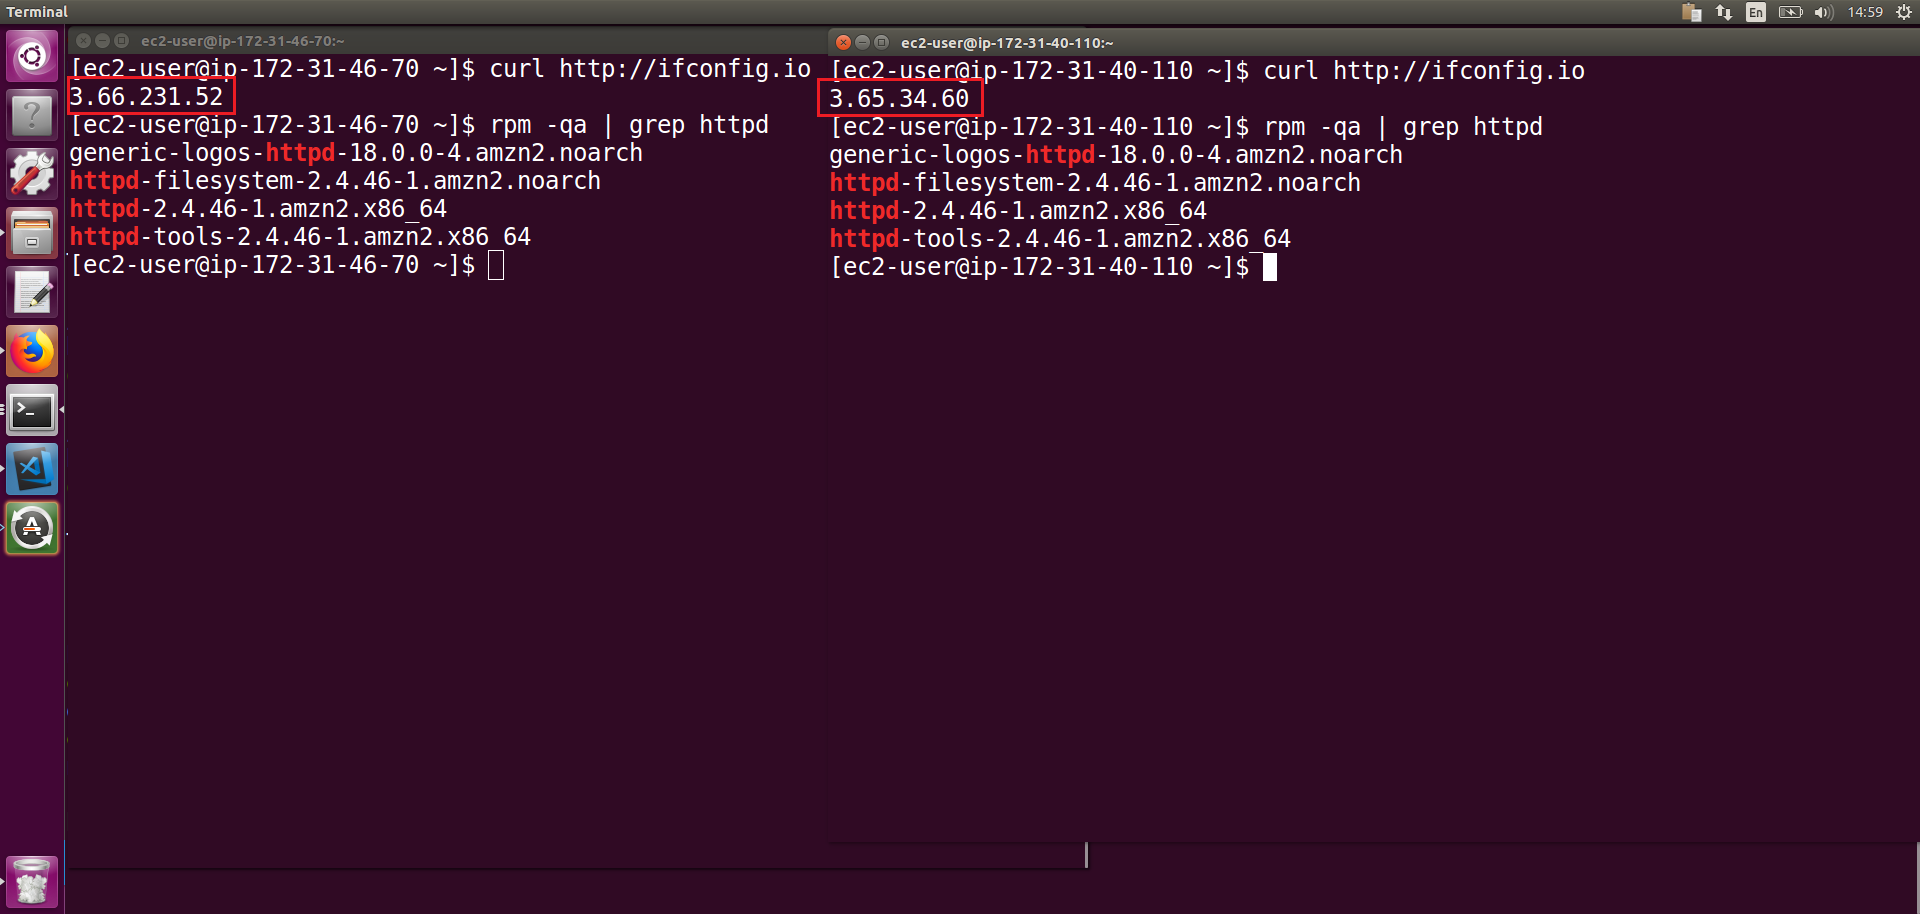 Terminal
En
14:59
ec2-user@ip-172-31-46-70:~
[ec2-user@ip-172-31-46-70 ~]$ curl http://ifconfig.io
3.66.231.52
[ec2-user@ip-172-31-46-70 ~]$ rpm -qa | grep httpd
generic-logos-httpd-18.0.0-4.amzn2.noarch
httpd-filesystem-2.4.46-1.amzn2.noarch
httpd-2.4.46-1.amzn2.x86_64
httpd-tools-2.4.46-1.amzn2.x86_64
[ec2-user@ip-172-31-46-70 ~]$
ec2-user@ip-172-31-40-110:~
[ec2-user@ip-172-31-40-110 ~]$ curl http://ifconfig.io
3.65.34.60
[ec2-user@ip-172-31-40-110 ~]$ rpm -qa | grep httpd
generic-logos-httpd-18.0.0-4.amzn2.noarch
httpd-filesystem-2.4.46-1.amzn2.noarch
httpd-2.4.46-1.amzn2.x86_64
httpd-tools-2.4.46-1.amzn2.x86_64
[ec2-user@ip-172-31-40-110 ~]$